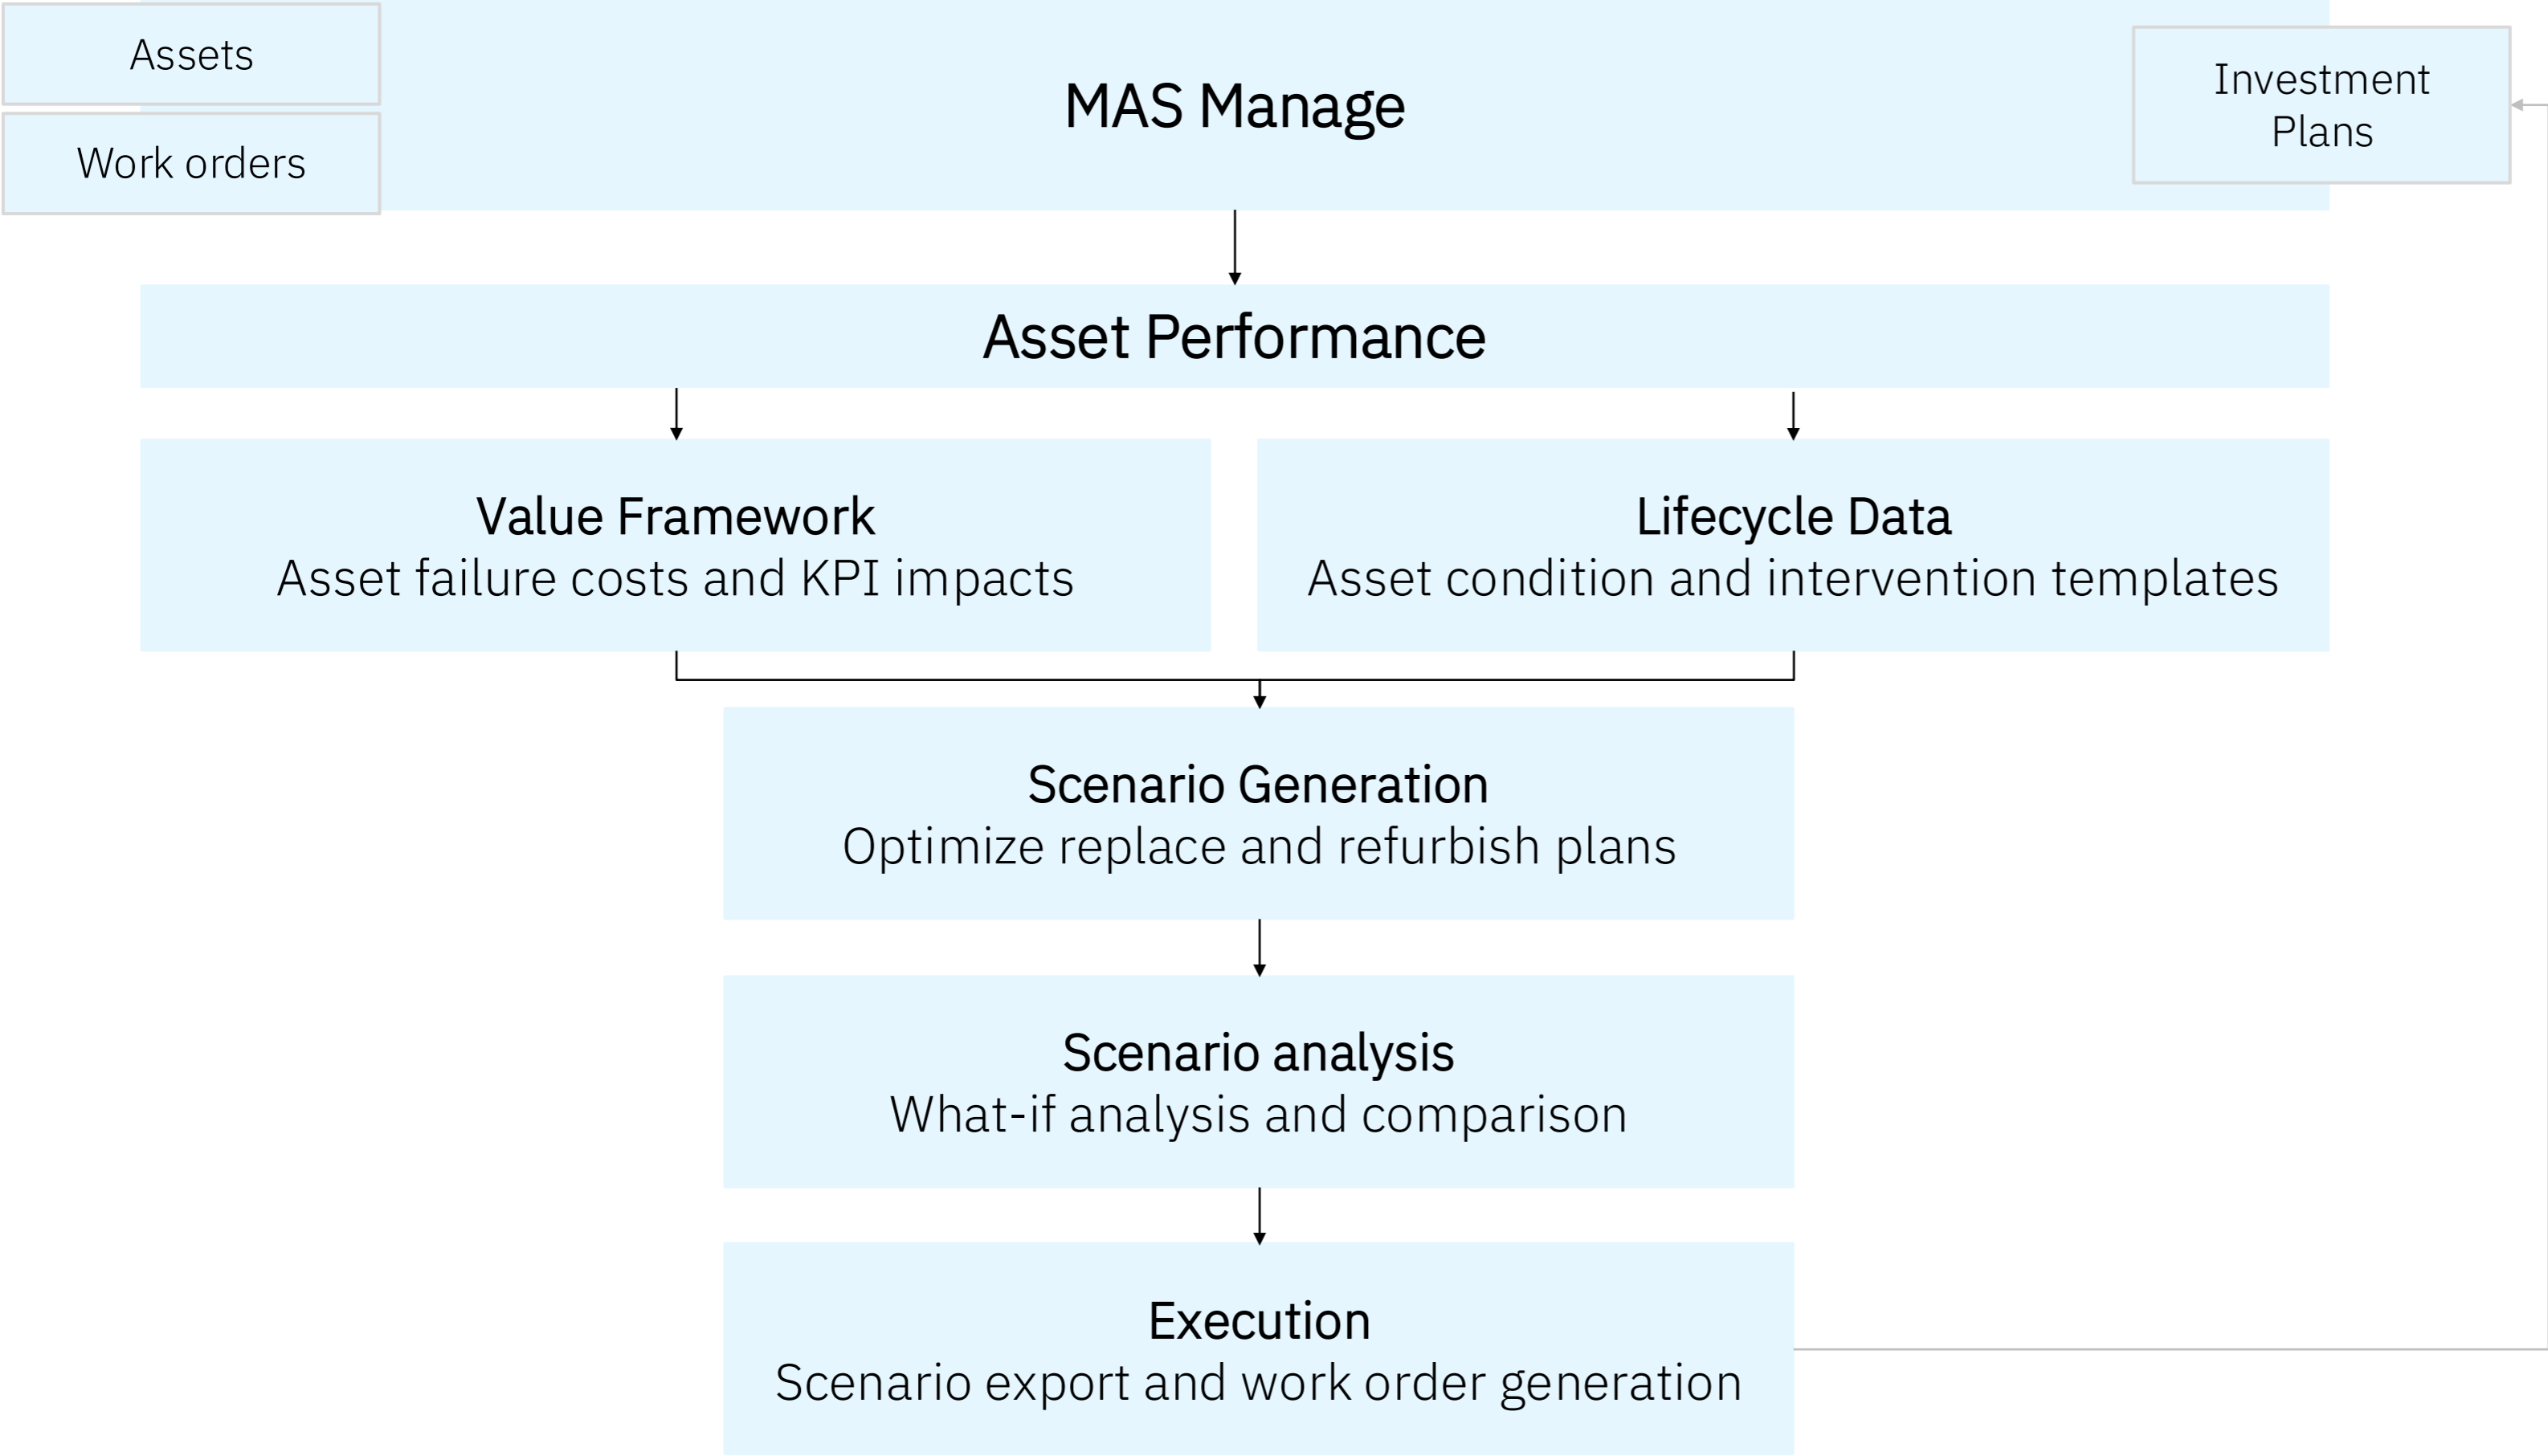 Assets
Work orders
MAS Manage
Investment
Plans
Asset Performance
Value Framework
Asset failure costs and KPI impacts
Lifecycle Data
Asset condition and intervention templates
Scenario Generation
Optimize replace and refurbish plans
Scenario analysis
What-if analysis and comparison
Execution
Scenario export and work order generation